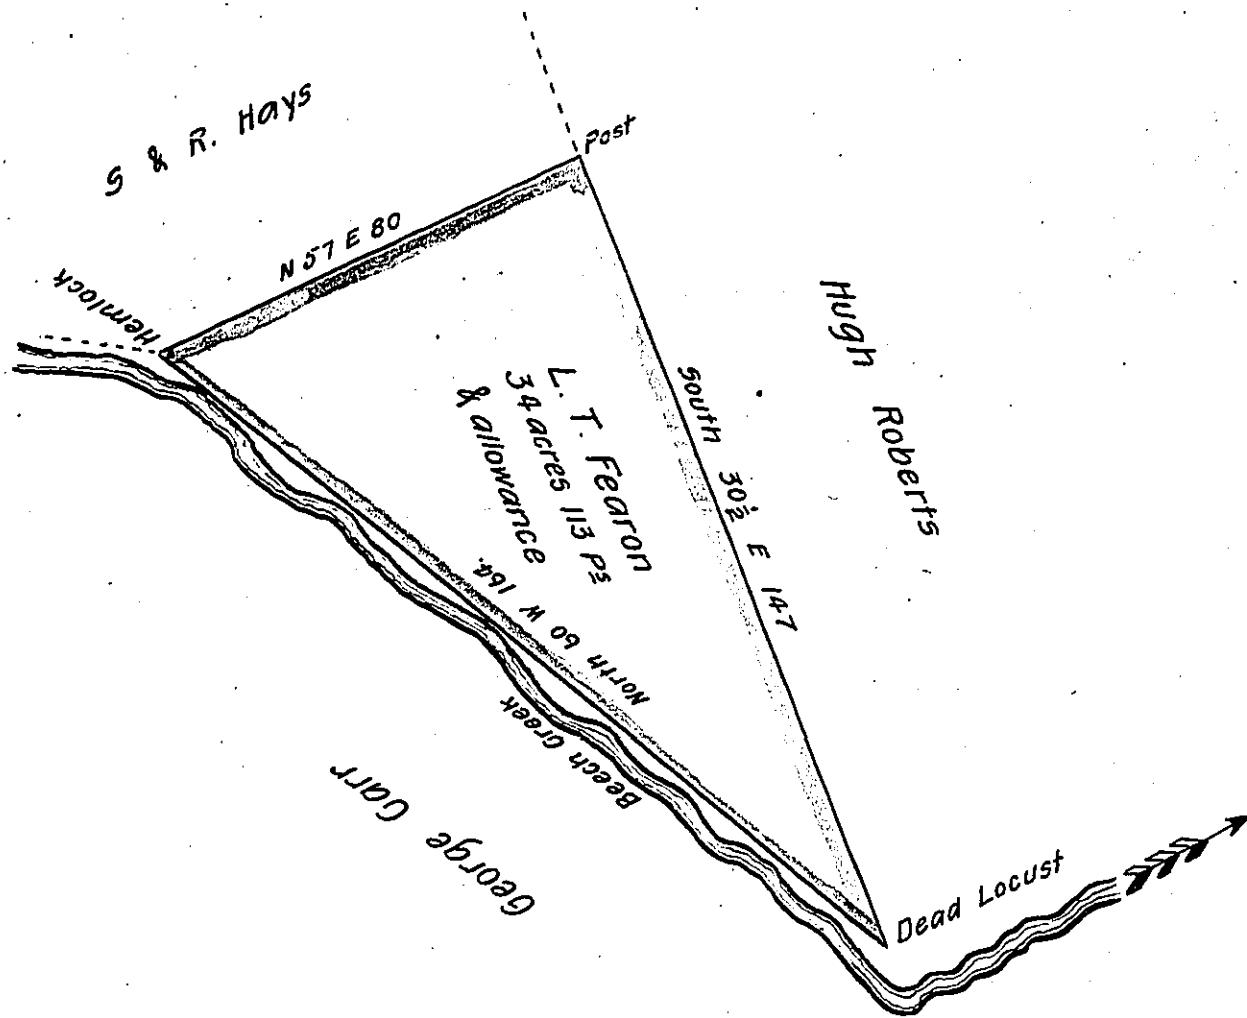 S & R. Hays
Post
N 57 E 80
Hemlock
Hugh Roberts
South 30½ E 147
L. T. Fearon
34 acres 113 Ps
& allowance
North 60 W 164.
Beech Creek
George Carr
Dead Locust